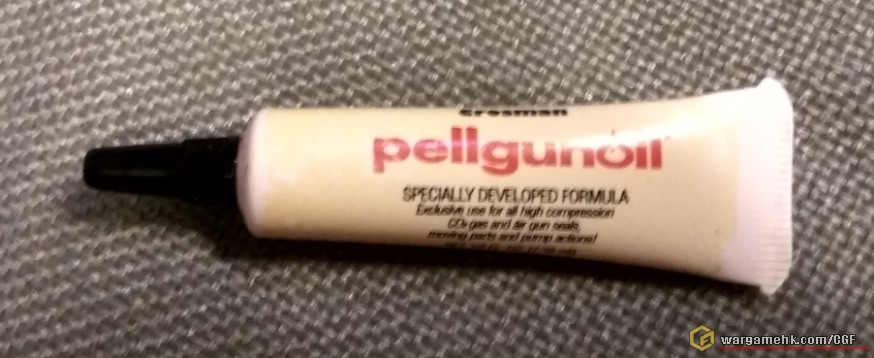 Crosman
pellgunoil
SPECIALLY DEVELOPED FORMULA
Exclusive use for all high compression
CO₂ gas and air gun seals,
moving parts and pump actions!
wargamehk.com/CGF